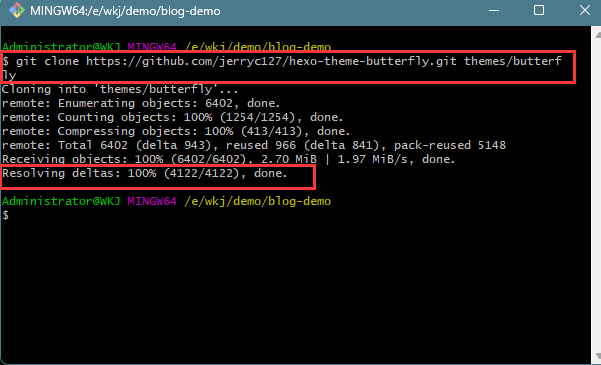 MINGW64:/e/wkj/demo/blog-demo
Administrator@WKJ MINGW64 /e/wkj/demo/blog-demo
$ git clone https://github.com/jerryc127/hexo-theme-butterfly.git themes/butterf
ly
Cloning into 'themes/butterfly'...
remote: Enumerating objects: 6402, done.
remote: Counting objects: 100% (1254/1254), done.
remote: Compressing objects: 100% (413/413), done.
remote: Total 6402 (delta 943), reused 966 (delta 841), pack-reused 5148
Receiving objects: 100% (6402/6402), 2.70 MiB | 1.97 MiB/s, done.
Resolving deltas: 100% (4122/4122), done.
Administrator@WKJ MINGW64 /e/wkj/demo/blog-demo
$